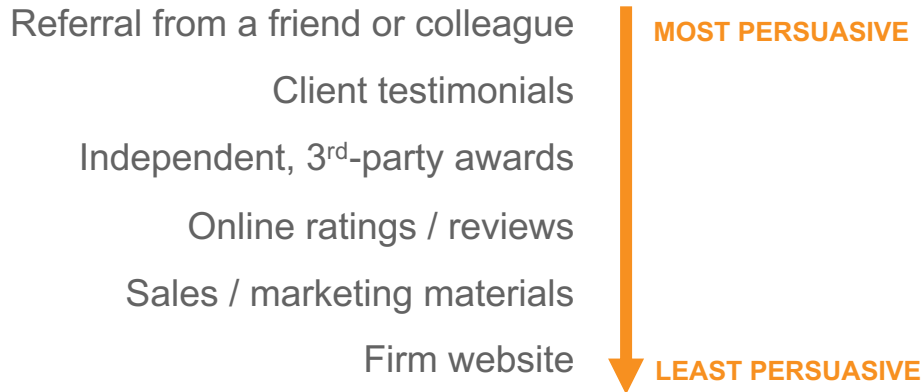 Referral from a friend or colleague
MOST PERSUASIVE
Client testimonials
Independent, 3rd-party awards
Online ratings / reviews
Sales / marketing materials
Firm website
LEAST PERSUASIVE